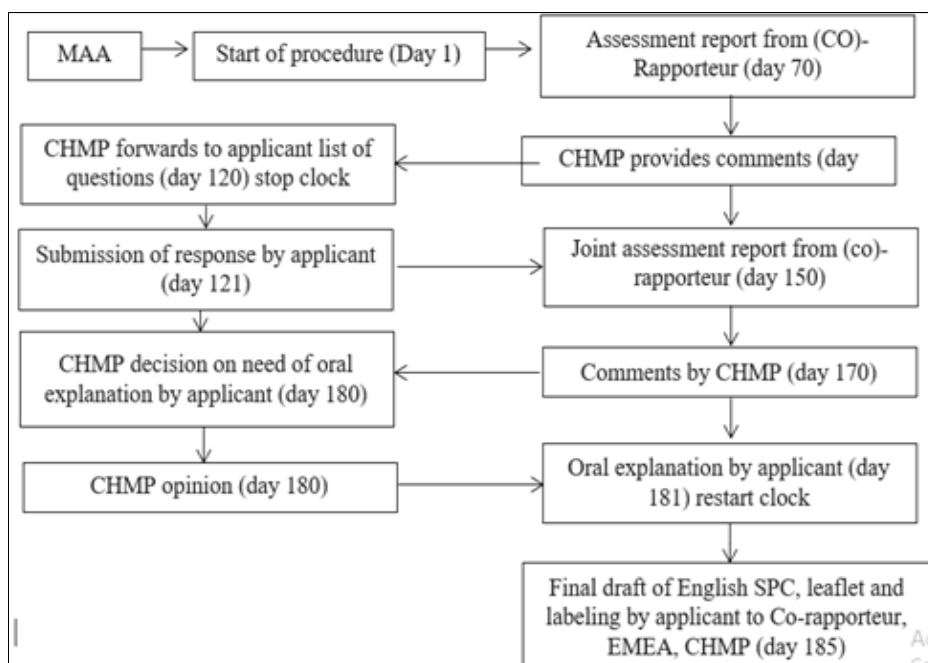 MAA
Start of procedure (Day 1)
Assessment report from (CO)-
Rapporteur (day 70)
CHMP forwards to applicant list of
questions (day 120) stop clock
CHMP provides comments (day
Submission of response by applicant
(day 121)
Joint assessment report from (co)-
rapporteur (day 150)
CHMP decision on need of oral
explanation by applicant (day 180)
Comments by CHMP (day 170)
CHMP opinion (day 180)
Oral explanation by applicant (day
181) restart clock
Final draft of English SPC, leaflet and
labeling by applicant to Co-rapporteur,
EMEA, CHMP (day 185)